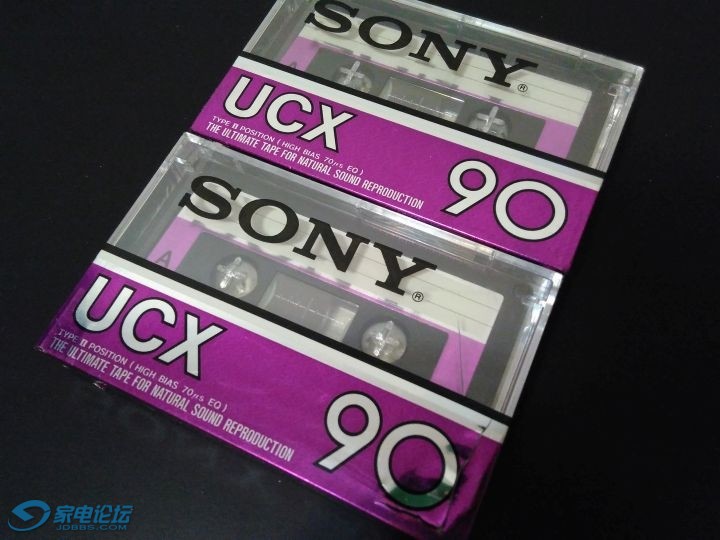 SONY®
UCX
TYPE II POSITION (HIGH BIAS 70μs EQ)
THE ULTIMATE TAPE FOR NATURAL SOUND REPRODUCTION
90
SONY®
A
UCX
TYPE II POSITION (HIGH BIAS 70μs EQ)
THE ULTIMATE TAPE FOR NATURAL SOUND REPRODUCTION
90
家电论坛
JDBBS.COM